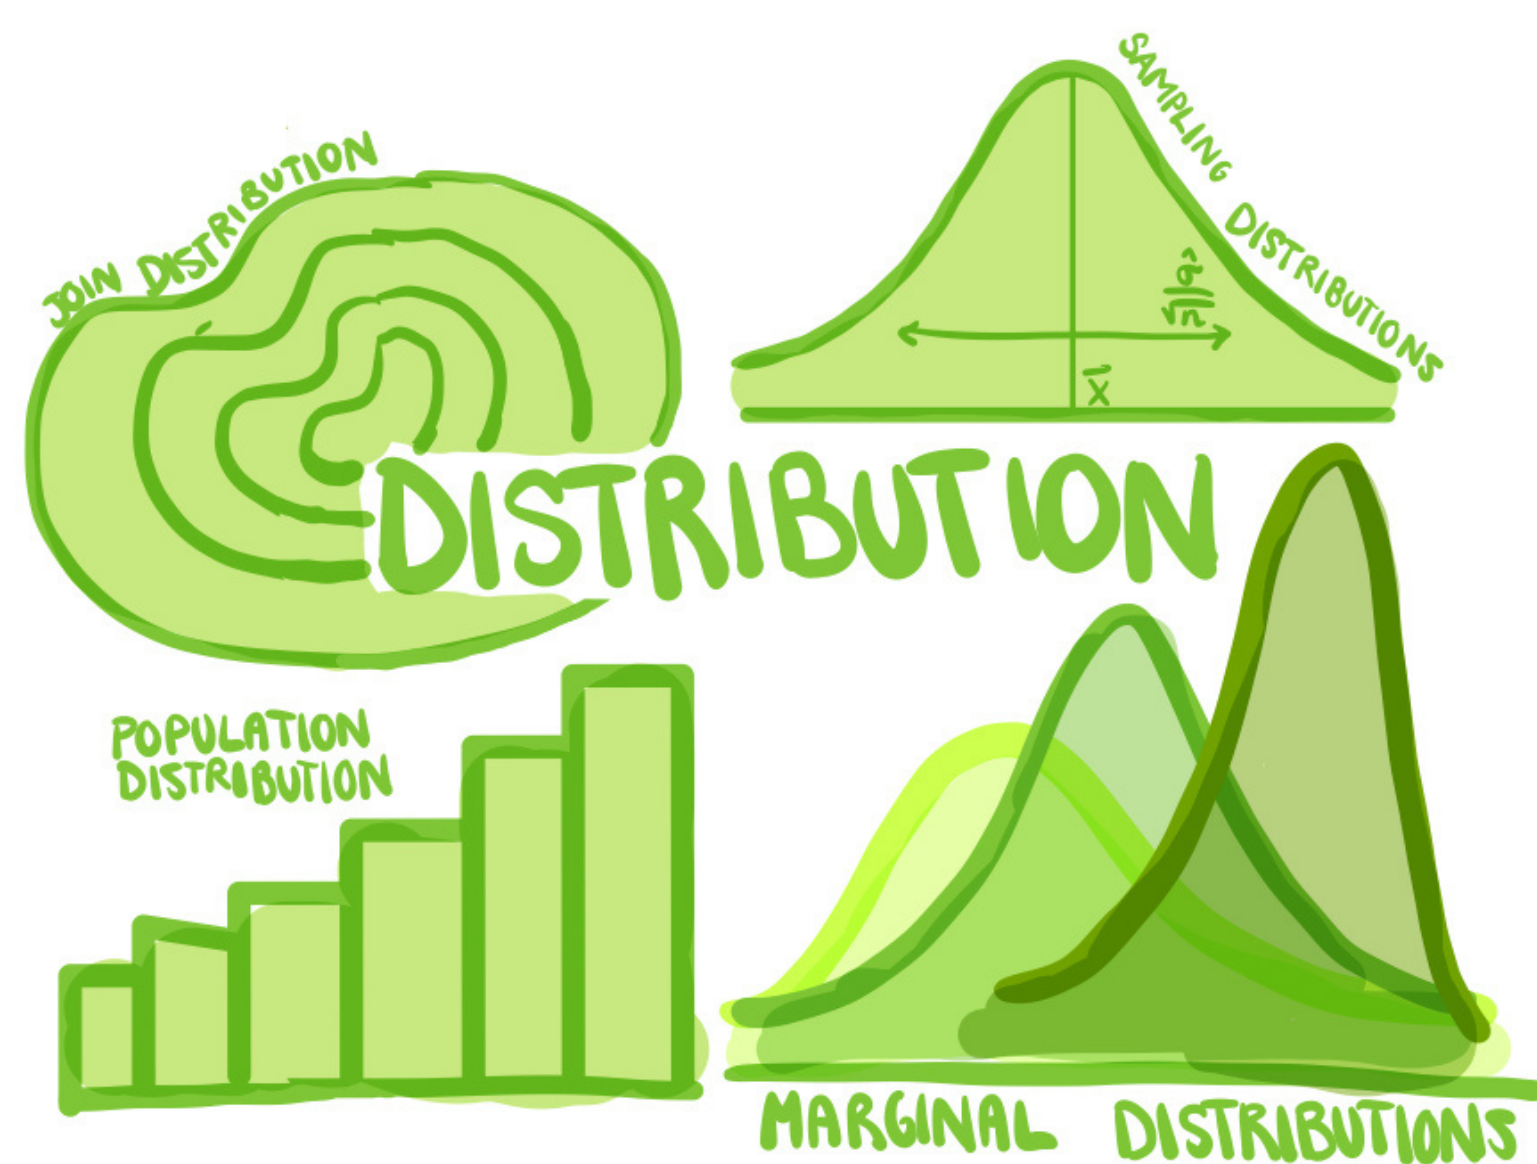 JOIN DISTRIBUTION
SAMPLING DISTRIBUTIONS
σ̂
√n
x̄
DISTRIBUTION
POPULATION
DISTRIBUTION
MARGINAL DISTRIBUTIONS